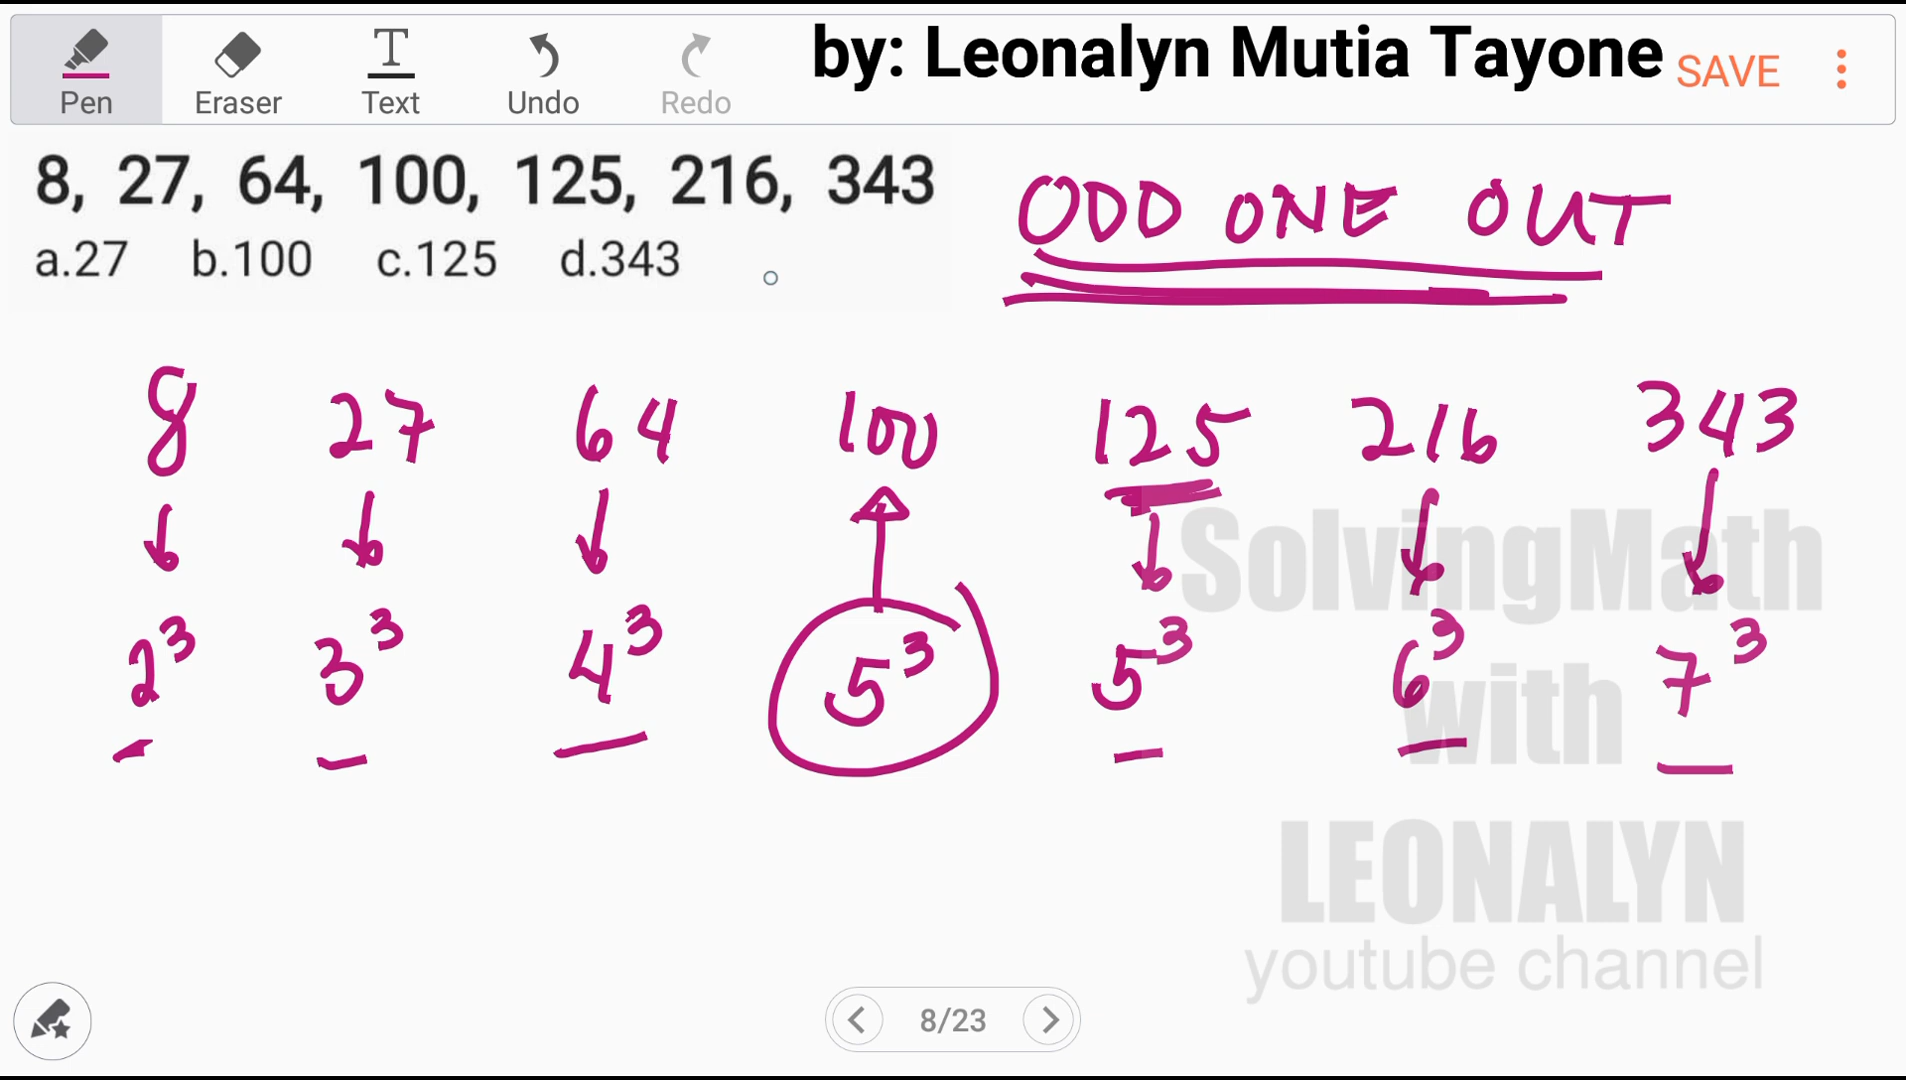 by: Leonalyn Mutia Tayone
SAVE
Pen Eraser Text Undo Redo
8, 27, 64, 100, 125, 216, 343
a.27 b.100 c.125 d.343
ODD ONE OUT
8 27 64 100 125 216 343
2³ 3³ 4³ 5³ 5³ 6³ 7³
SolvingMath
with
LEONALYN
youtube channel
8/23